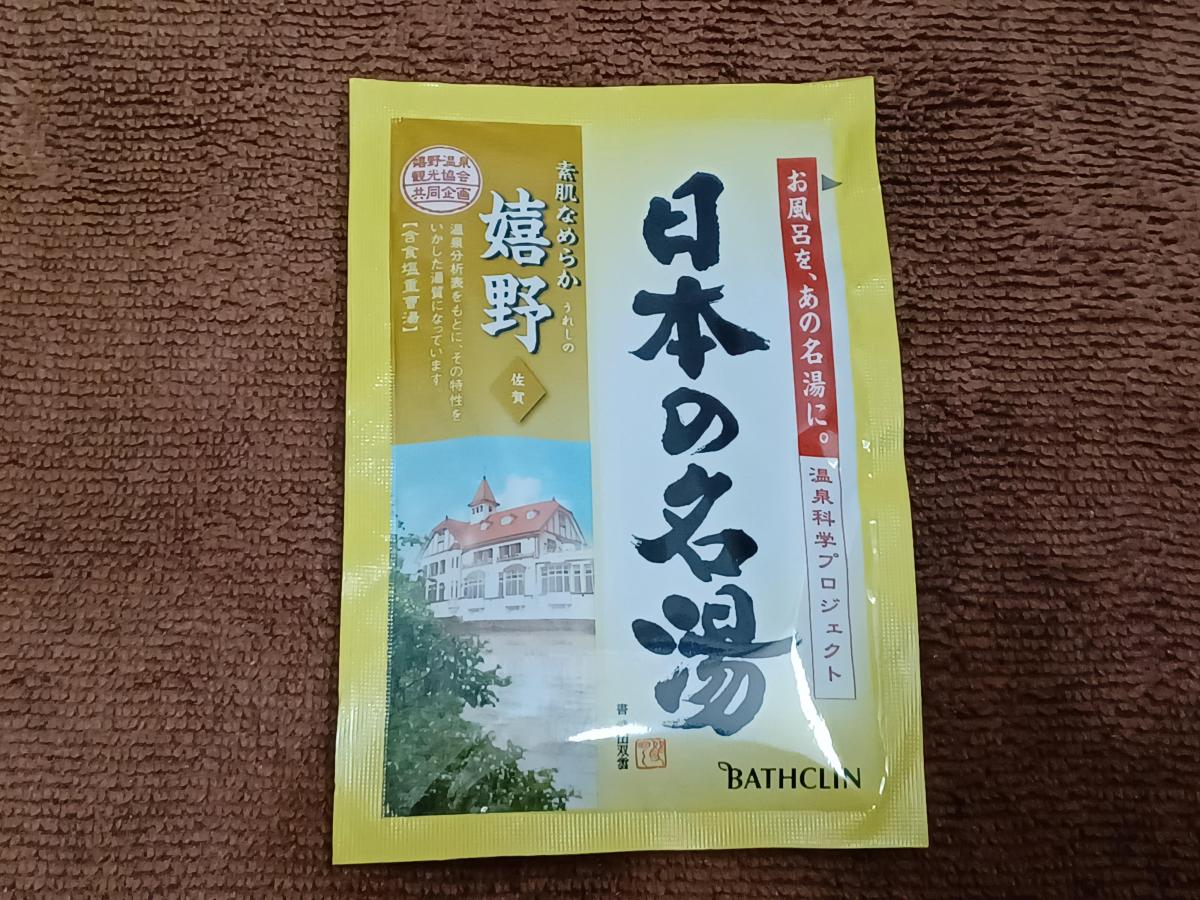 お風呂を、あの名湯に。
温泉科学プロジェクト
日本の名湯
素肌なめらか
うれしの
嬉野
佐賀
温泉分析表をもとに、その特性を
いかした湯質になっています
【含食塩重曹湯】
嬉野温泉
観光協会
共同企画
書
田双雲
BATHCLIN